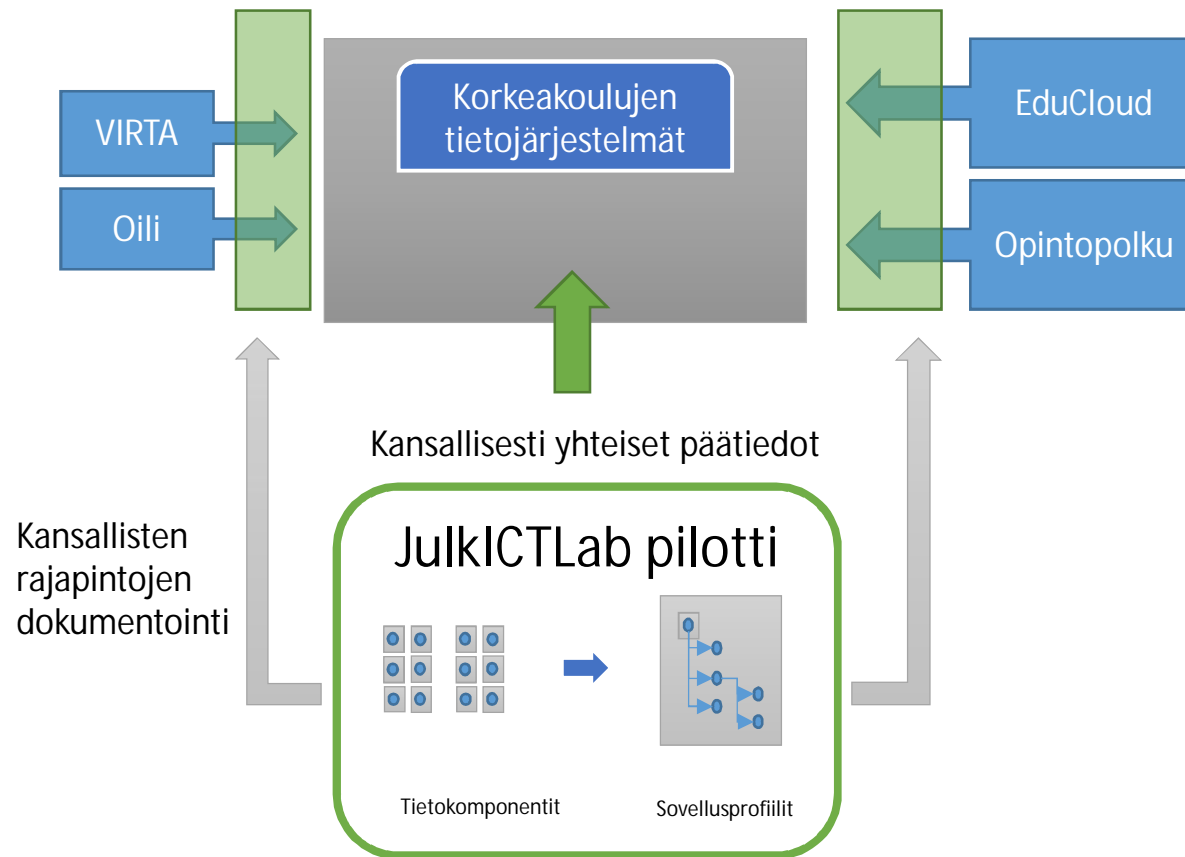 Korkeakoulujen
tietojärjestelmät
VIRTA
Oili
EduCloud
Opintopolku
Kansallisesti yhteiset päätiedot
Kansallisten
rajapintojen
dokumentointi
JulkICTLab pilotti
Tietokomponentit
Sovellusprofiilit